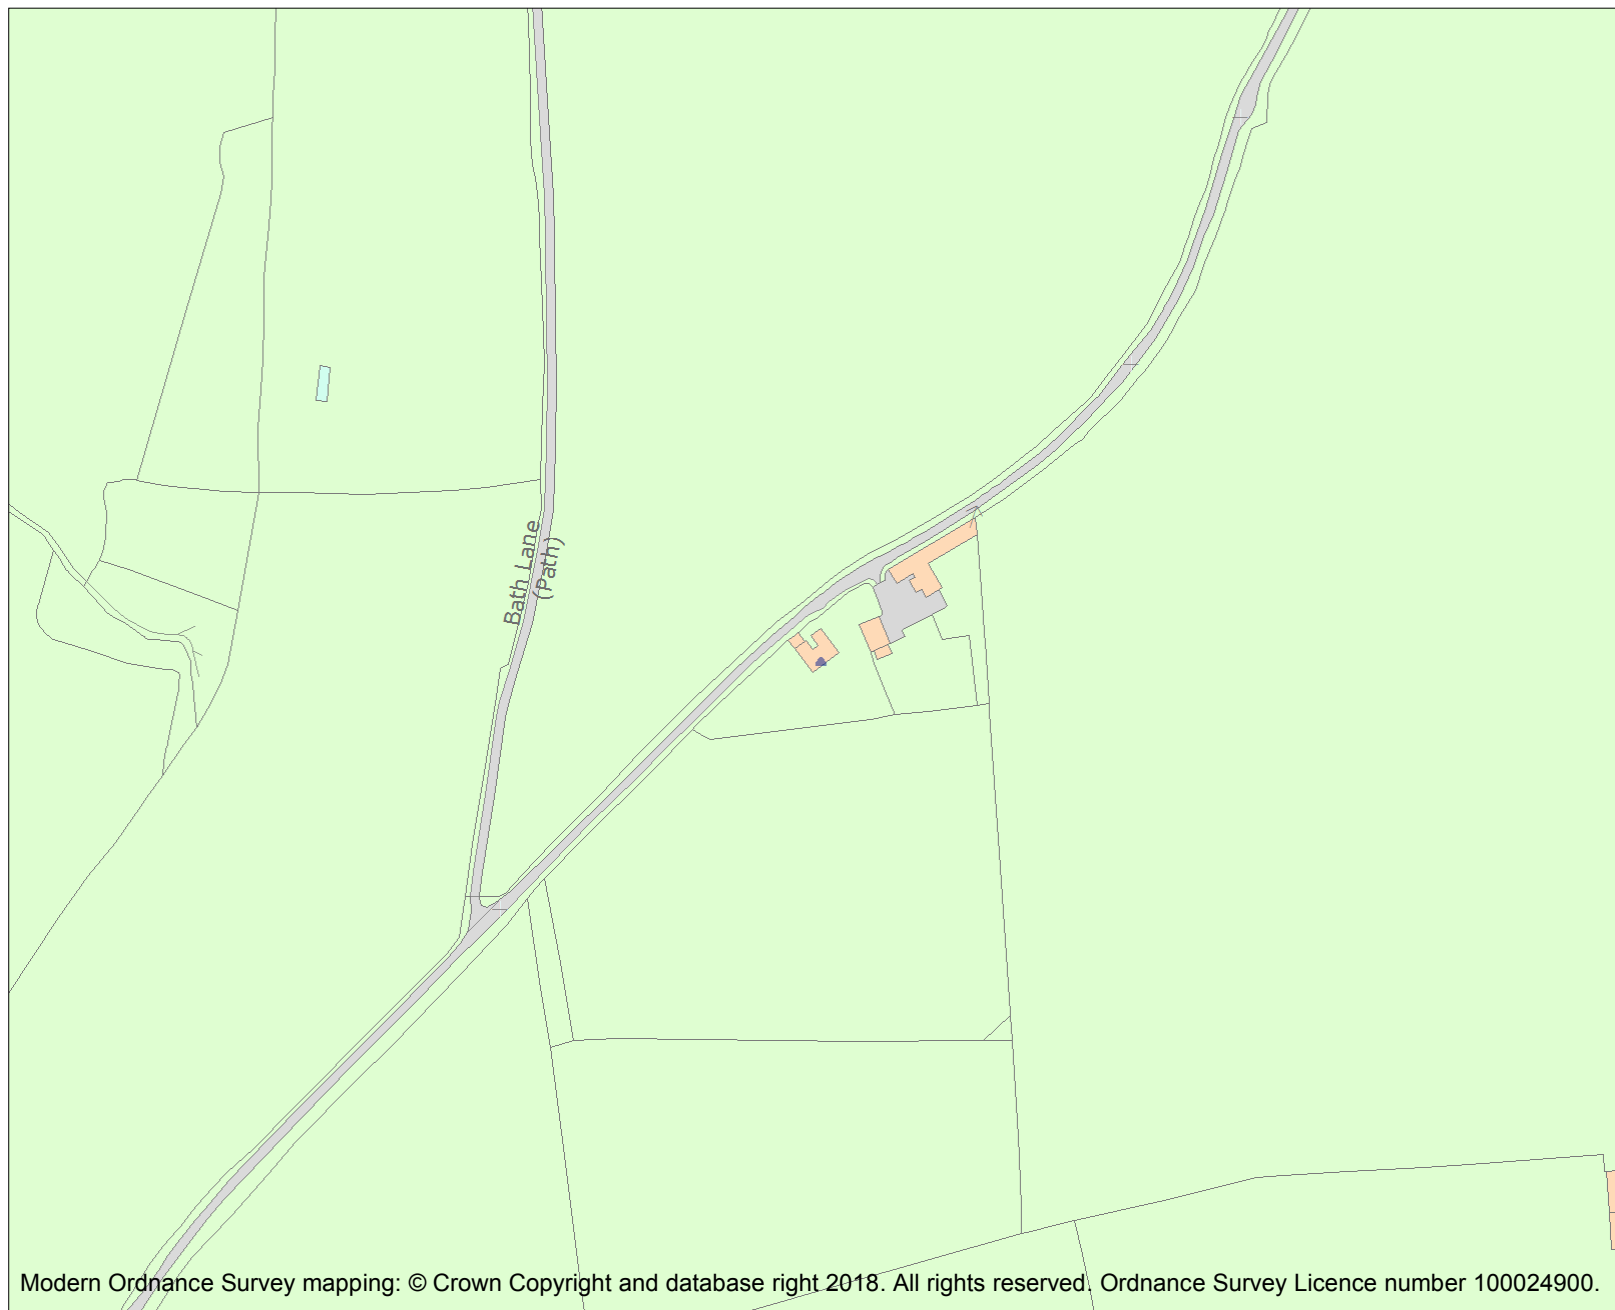 Bath Lane
(Path)
Modern Ordnance Survey mapping: © Crown Copyright and database right 2018. All rights reserved. Ordnance Survey Licence number 100024900.